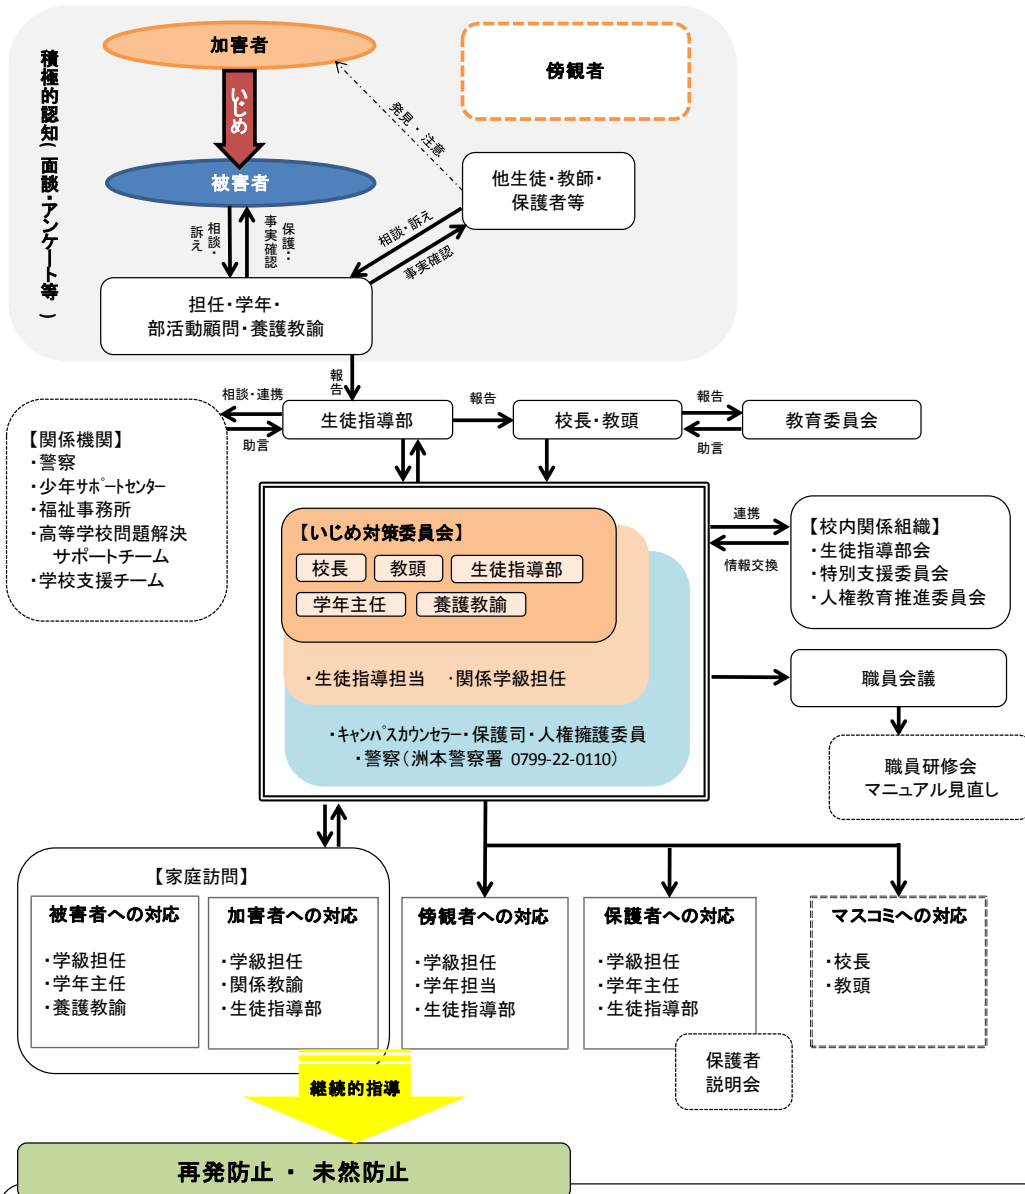 加害者
傍観者
積極的認知(面談・アンケート等)
いじめ
発見・注意
被害者
他生徒・教師・
保護者等
相談・
訴え
保護・
事実確認
相談・訴え
事実確認
担任・学年・
部活動顧問・養護教諭
報告
相談・連携
助言
生徒指導部
報告
校長・教頭
報告
助言
教育委員会
【関係機関】
・警察
・少年サポートセンター
・福祉事務所
・高等学校問題解決
サポートチーム
・学校支援チーム
【いじめ対策委員会】
校長 教頭 生徒指導部
学年主任 養護教諭
・生徒指導担当 ・関係学級担任
・キャンパスカウンセラー・保護司・人権擁護委員
・警察(洲本警察署 0799-22-0110)
連携
情報交換
【校内関係組織】
・生徒指導部会
・特別支援委員会
・人権教育推進委員会
職員会議
職員研修会
マニュアル見直し
【家庭訪問】
被害者への対応
・学級担任
・学年主任
・養護教諭
加害者への対応
・学級担任
・関係教諭
・生徒指導部
傍観者への対応
・学級担任
・学年担当
・生徒指導部
保護者への対応
・学級担任
・学年主任
・生徒指導部
保護者
説明会
マスコミへの対応
・校長
・教頭
継続的指導
再発防止 ・ 未然防止